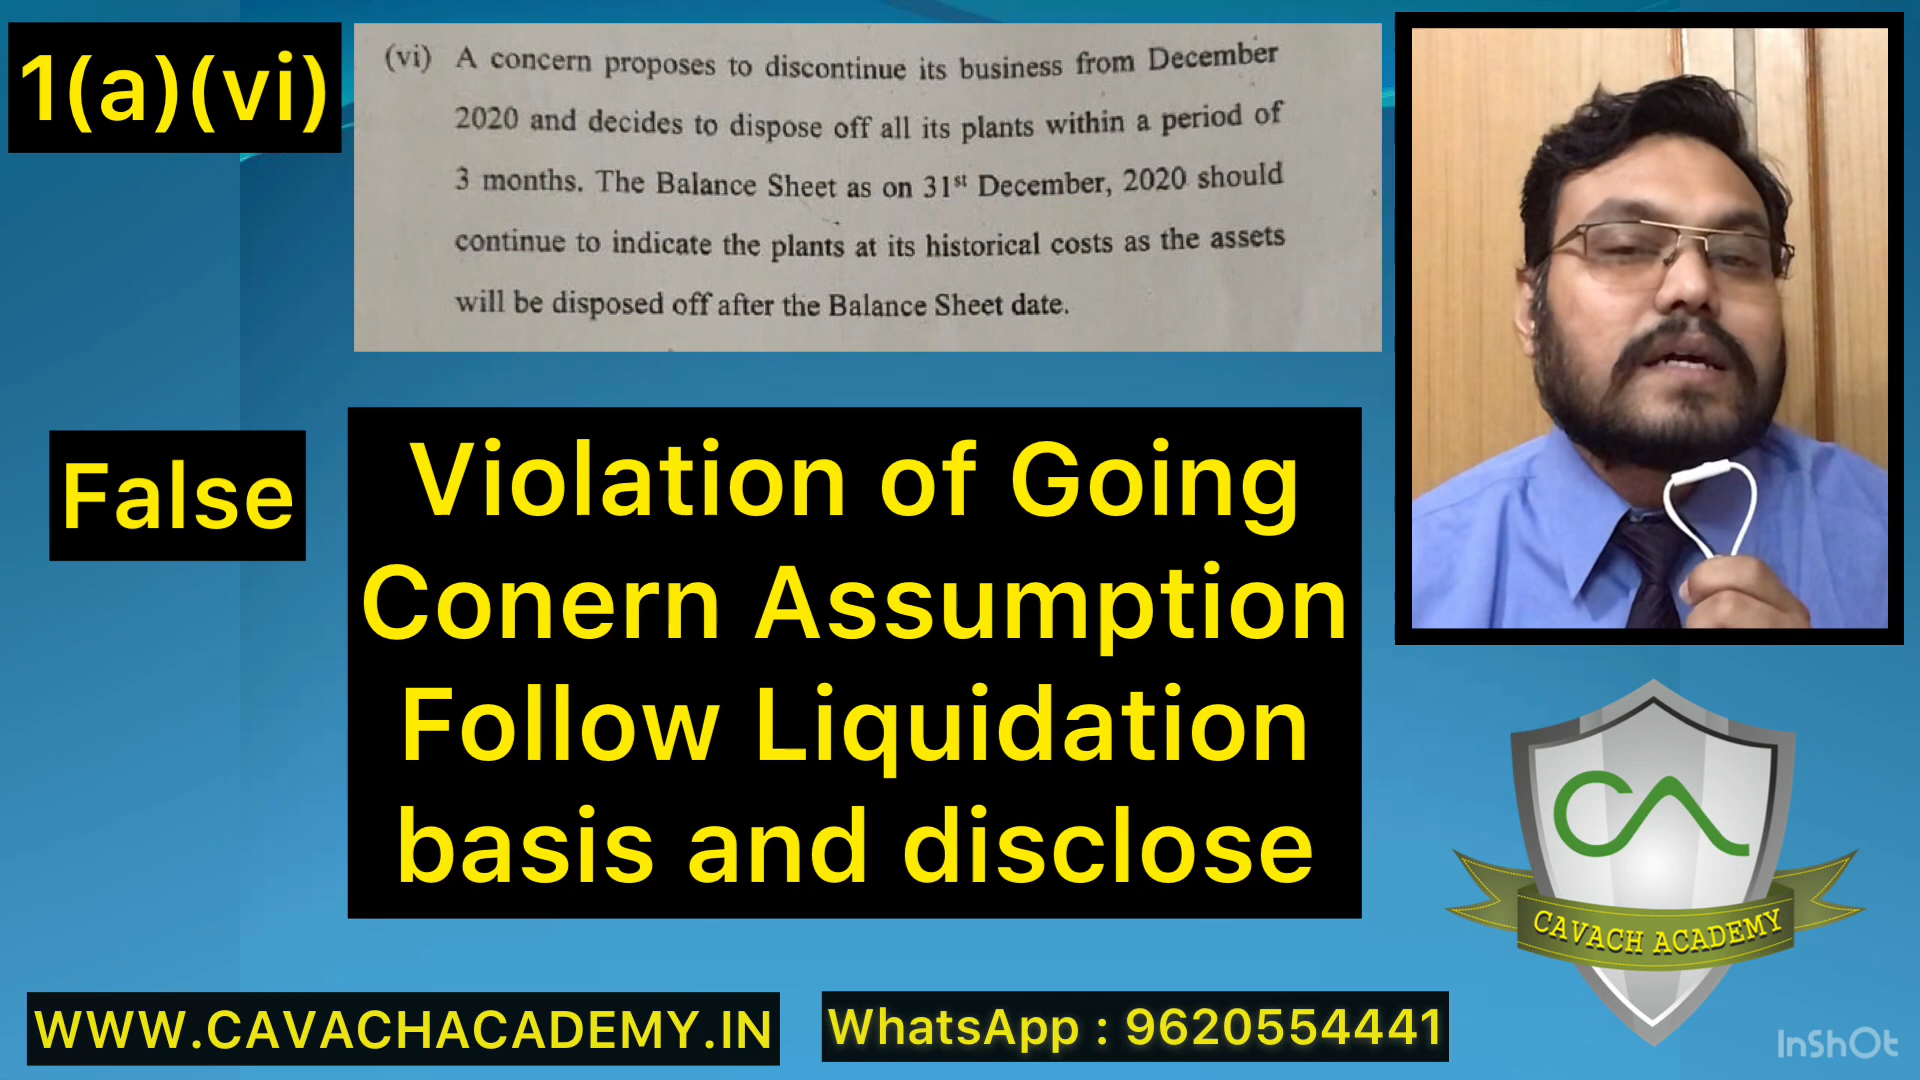 1(a)(vi)
(vi) A concern proposes to discontinue its business from December
2020 and decides to dispose off all its plants within a period of
3 months. The Balance Sheet as on 31st December, 2020 should
continue to indicate the plants at its historical costs as the assets
will be disposed off after the Balance Sheet date.
False
Violation of Going
Conern Assumption
Follow Liquidation
basis and disclose
CA
CAVACH ACADEMY
WWW.CAVACHACADEMY.IN
WhatsApp : 9620554441
InShOt